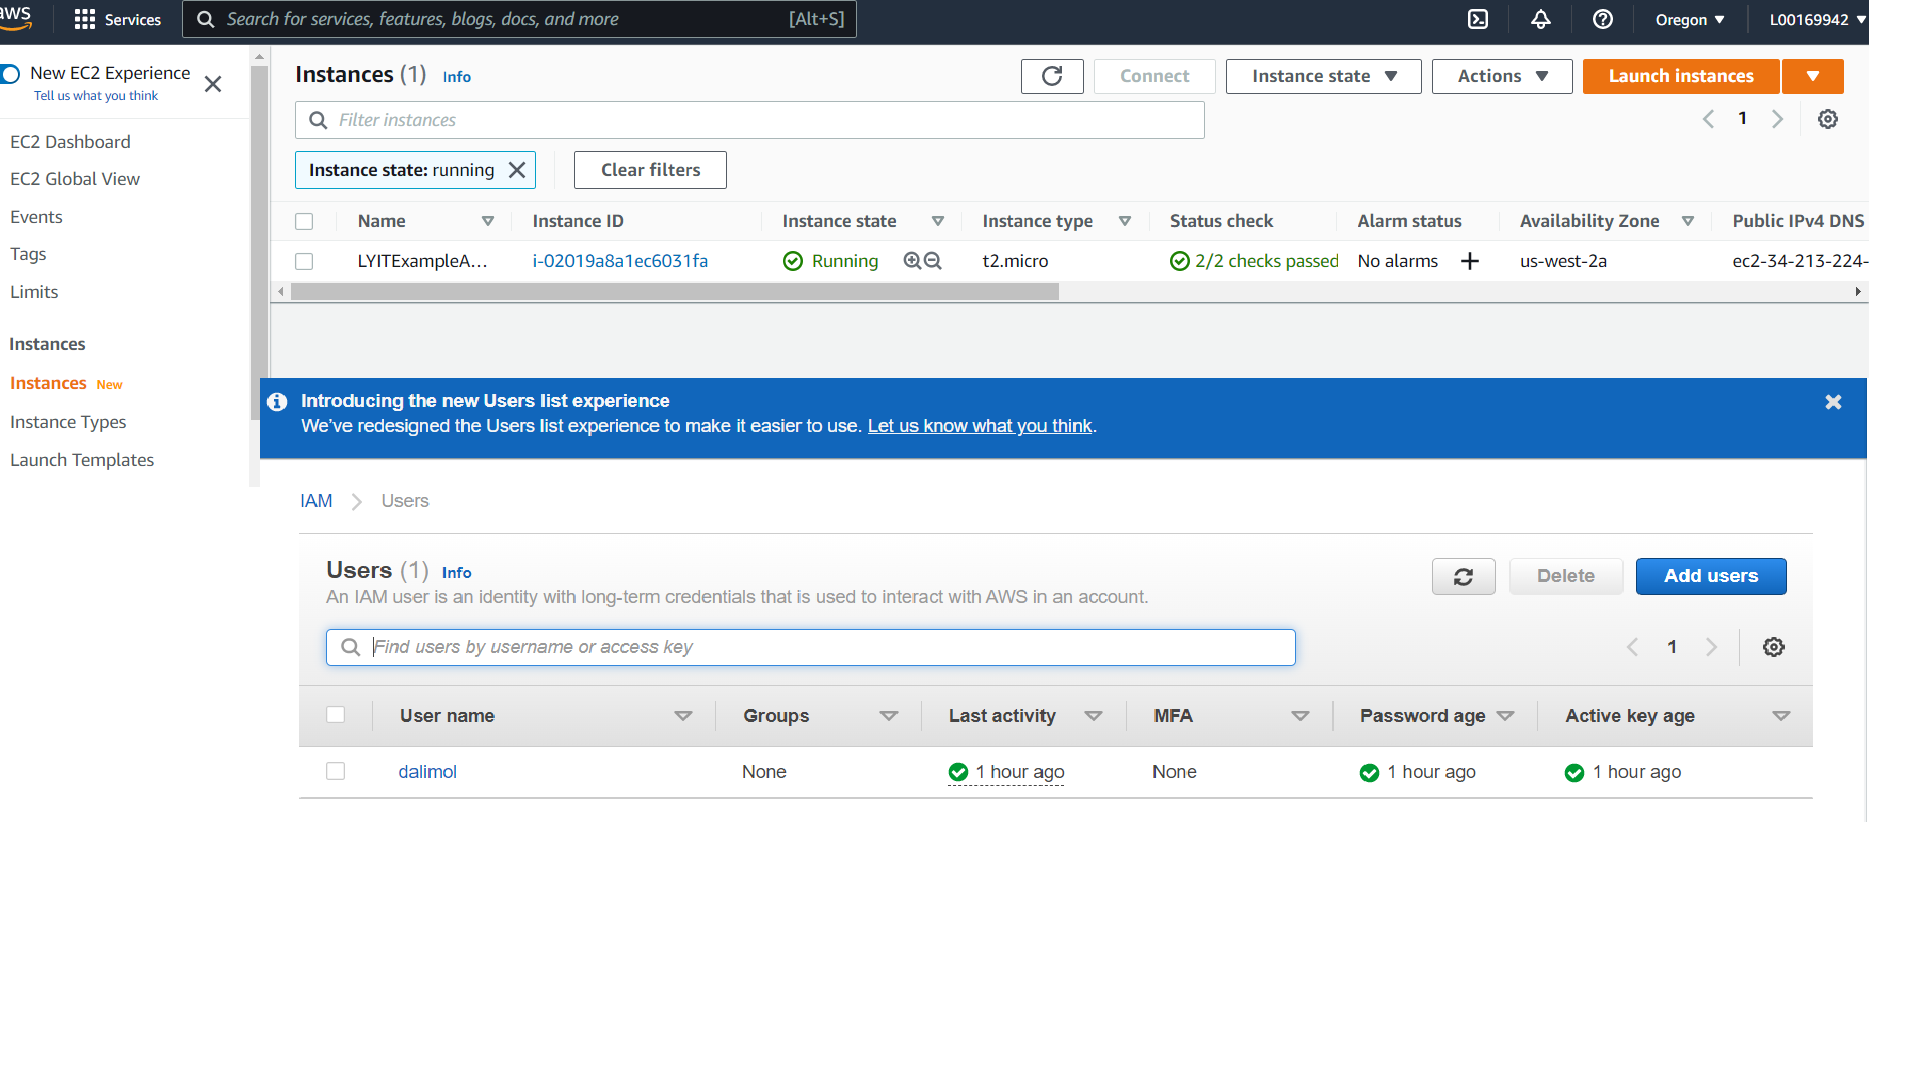 aws Services Search for services, features, blogs, docs, and more [Alt+S] Oregon L00169942
New EC2 Experience
Tell us what you think
EC2 Dashboard
EC2 Global View
Events
Tags
Limits
Instances
Instances New
Instance Types
Launch Templates
Instances (1) Info Connect Instance state Actions Launch instances
Filter instances 1
Instance state: running Clear filters
Name Instance ID Instance state Instance type Status check Alarm status Availability Zone Public IPv4 DNS
LYITExampleA... i-02019a8a1ec6031fa Running t2.micro 2/2 checks passed No alarms + us-west-2a ec2-34-213-224-
Introducing the new Users list experience
We've redesigned the Users list experience to make it easier to use. Let us know what you think.
IAM > Users
Users (1) Info Delete Add users
An IAM user is an identity with long-term credentials that is used to interact with AWS in an account.
Find users by username or access key 1
User name Groups Last activity MFA Password age Active key age
dalimol None 1 hour ago None 1 hour ago 1 hour ago